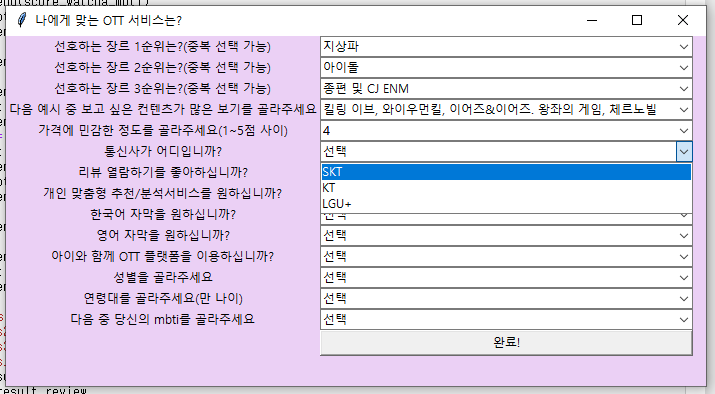 나에게 맞는 OTT 서비스는?
선호하는 장르 1순위는?(중복 선택 가능) 지상파
선호하는 장르 2순위는?(중복 선택 가능) 아이돌
선호하는 장르 3순위는?(중복 선택 가능) 종편 및 CJ ENM
다음 예시 중 보고 싶은 컨텐츠가 많은 보기를 골라주세요 킬링 이브, 와이우먼킬, 이어즈&이어즈. 왕좌의 게임, 체르노빌
가격에 민감한 정도를 골라주세요(1~5점 사이) 4
통신사가 어디입니까? 선택
리뷰 열람하기를 좋아하십니까? SKT
개인 맞춤형 추천/분석서비스를 원하십니까? KT
LGU+
한국어 자막을 원하십니까? 선택
영어 자막을 원하십니까? 선택
아이와 함께 OTT 플랫폼을 이용하십니까? 선택
성별을 골라주세요 선택
연령대를 골라주세요(만 나이) 선택
다음 중 당신의 mbti를 골라주세요 선택
완료!
result_review